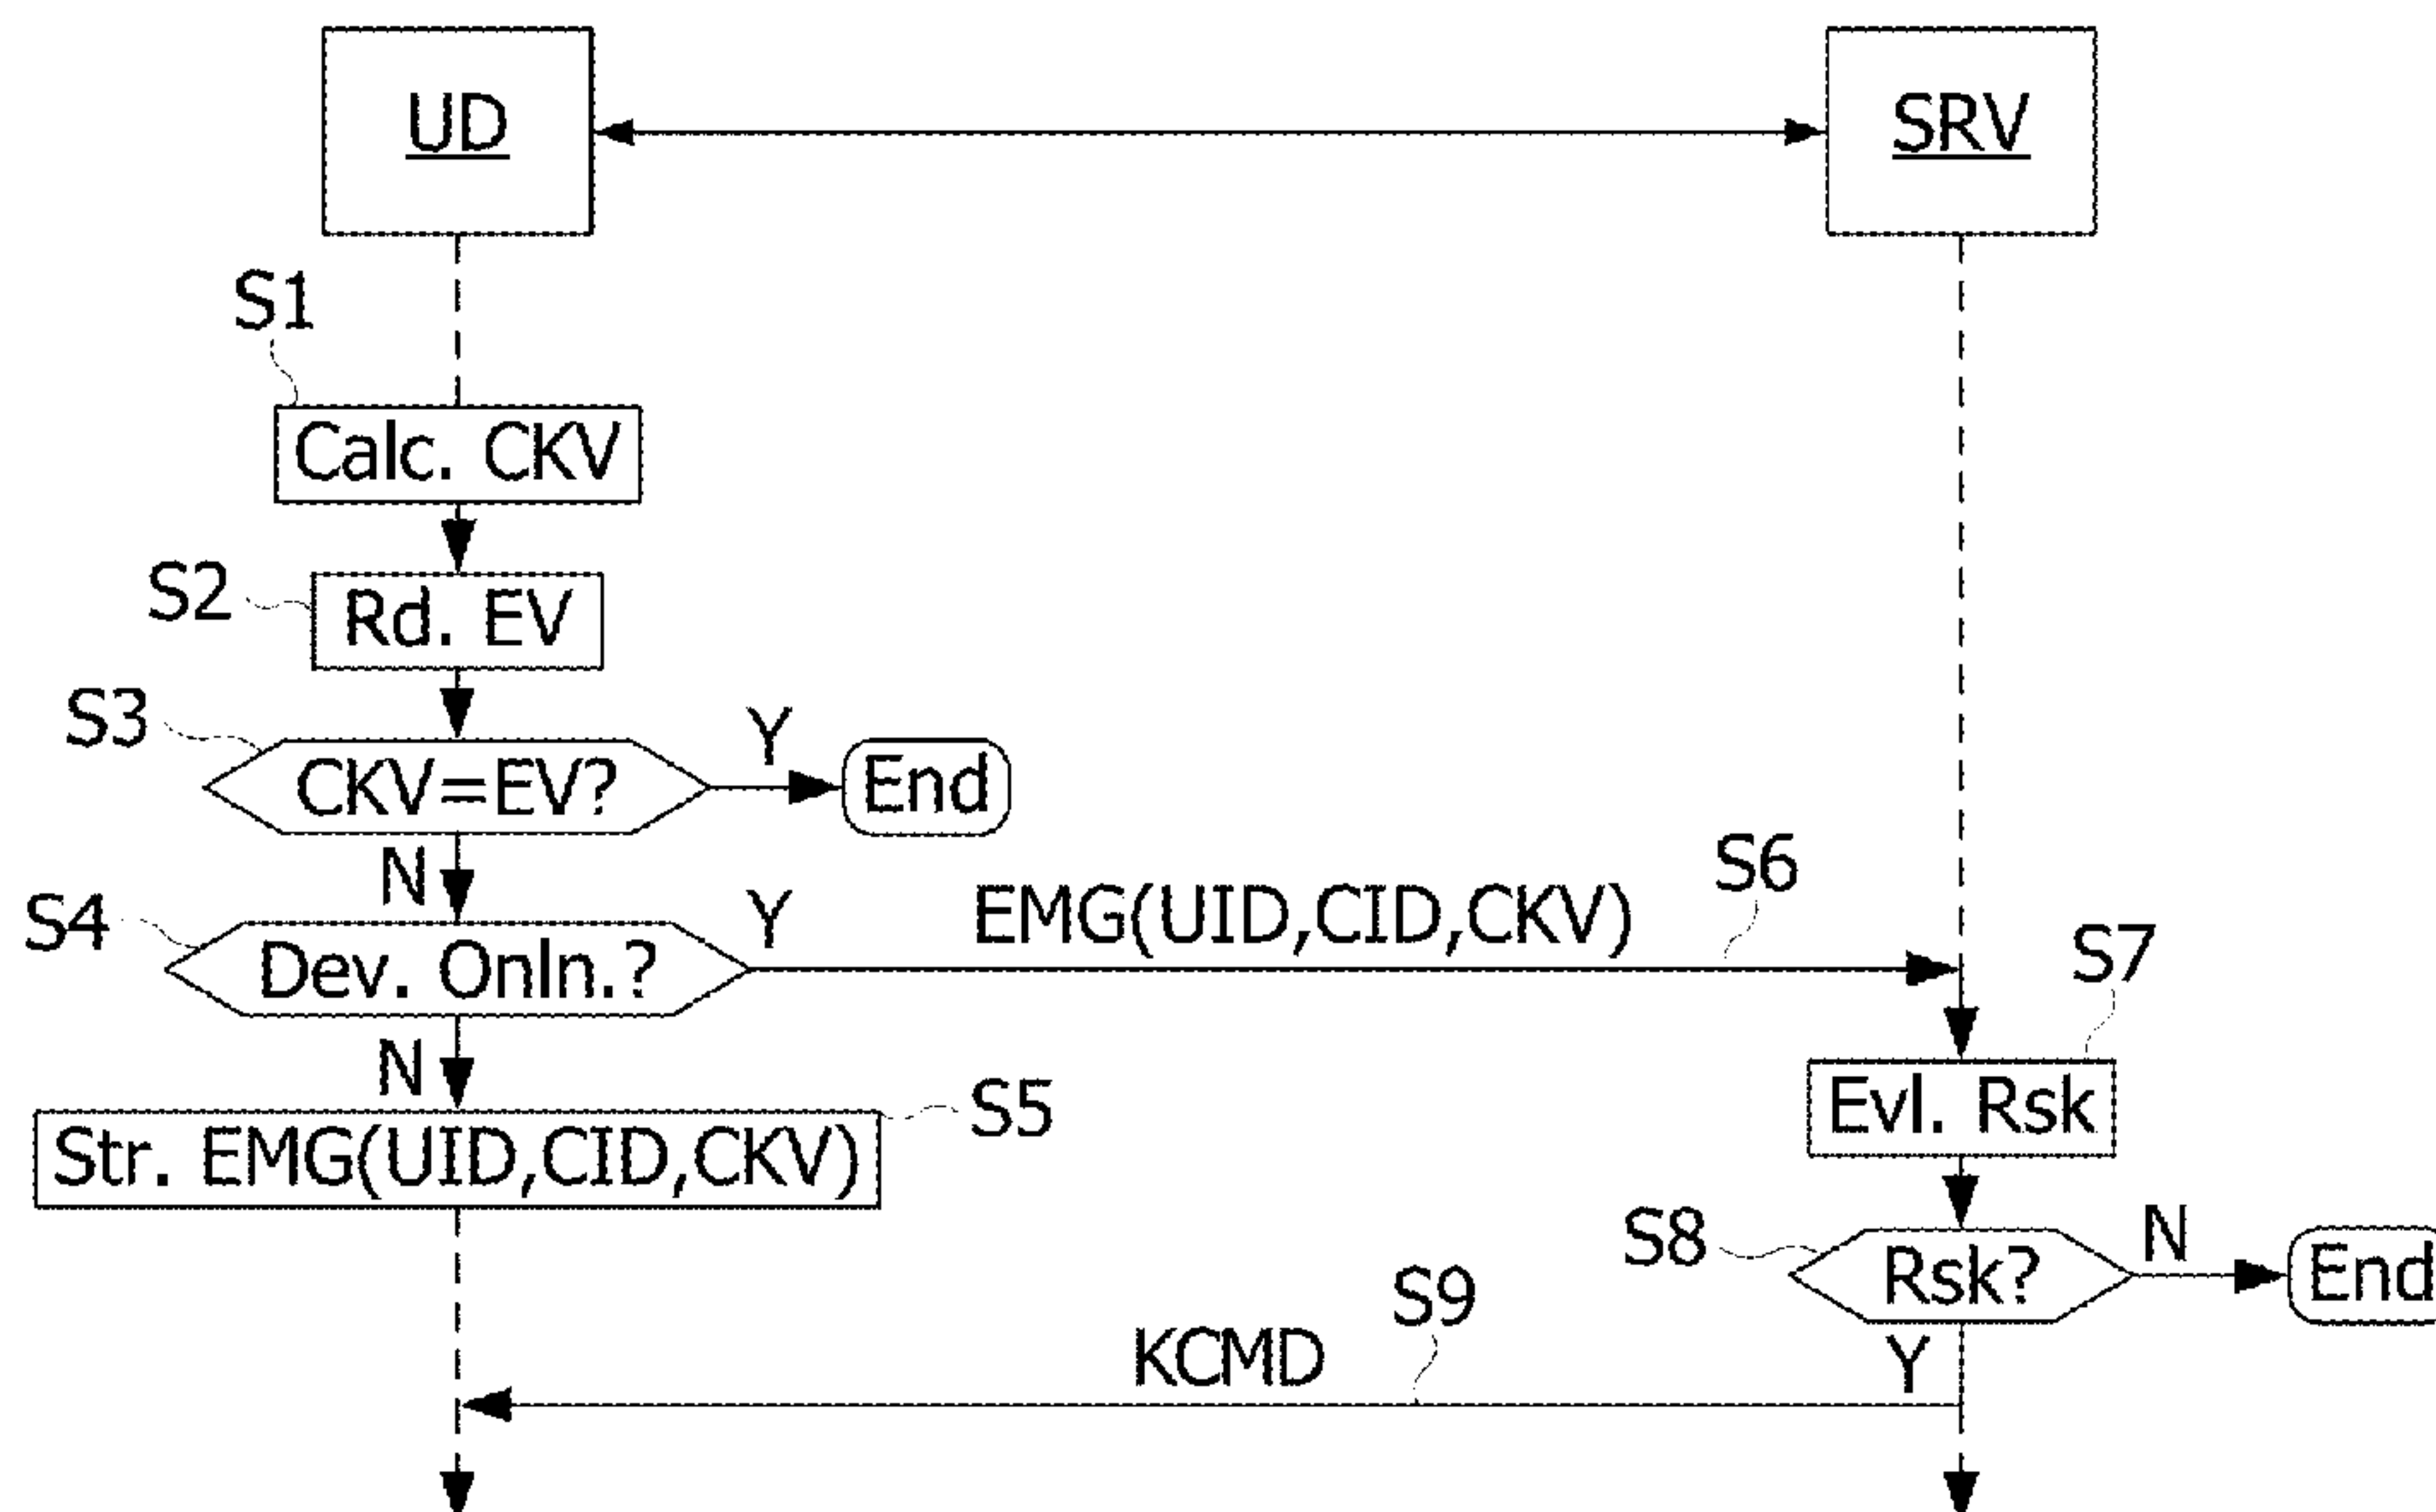 UD
SRV
S1
Calc. CKV
S2
Rd. EV
S3
CKV=EV?
Y
End
N
S4
Dev. Onln.?
Y
EMG(UID,CID,CKV)
S6
S7
N
Evl. Rsk
S5
Str. EMG(UID,CID,CKV)
S8
Rsk?
N
End
Y
S9
KCMD